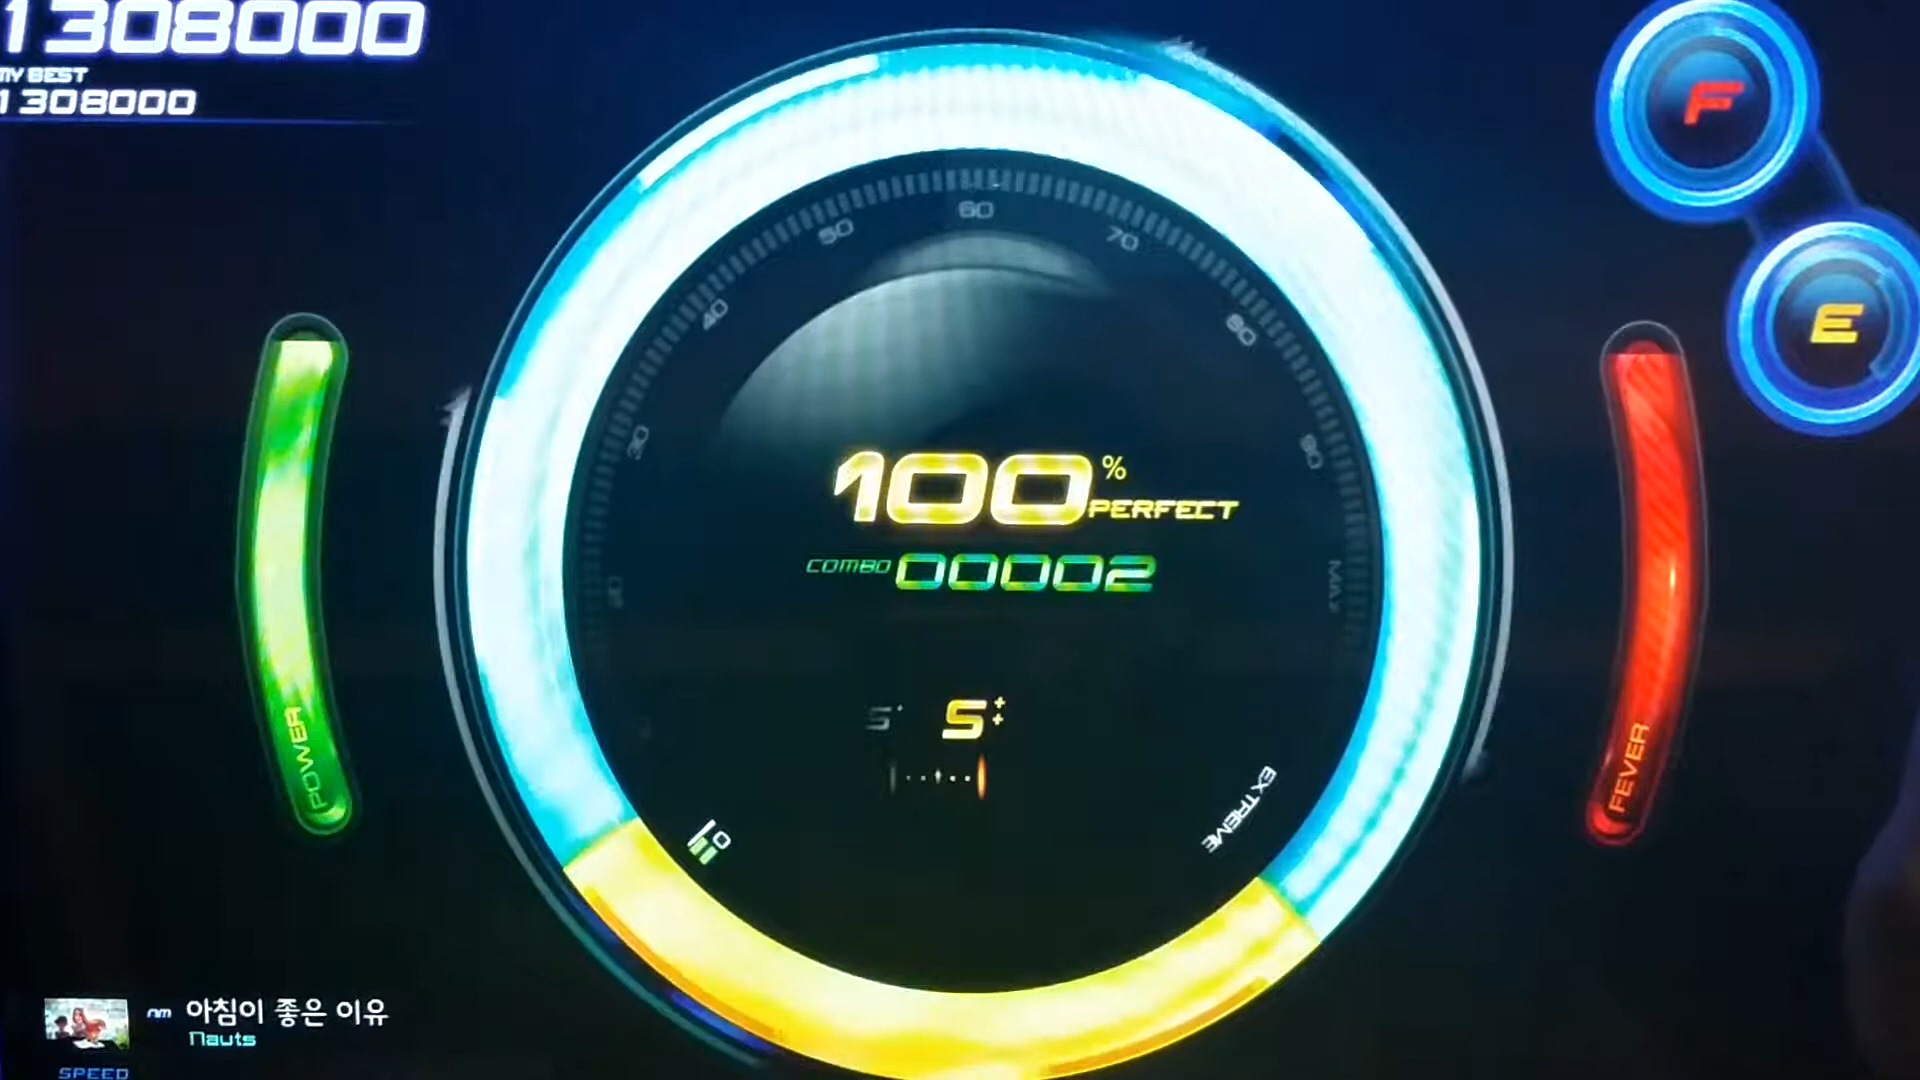 1308000
MY BEST
1308000
F
E
20
30
40
50
60
70
80
90
MAX
100%
PERFECT
COMBO 00002
S+
S++
POWER
FEVER
EXTREME
nm 아침이 좋은 이유
Nauts
SPEED